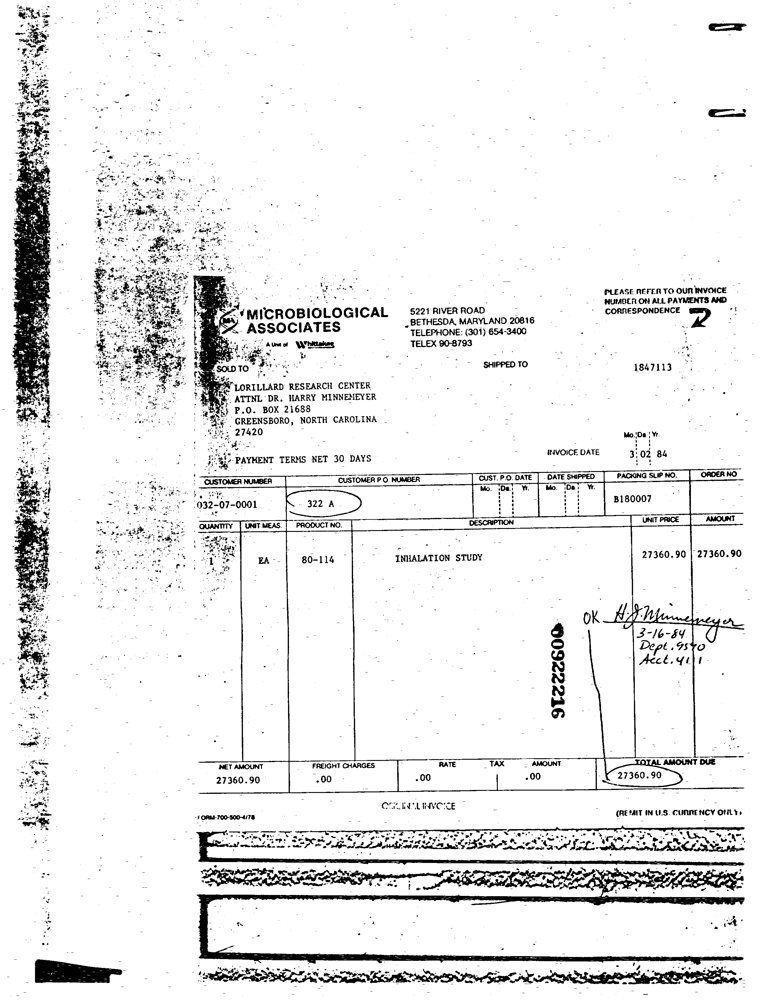 PLEASE REFER TO OUR INVOICE
NUMBER ON ALL PAYMENTS AND
CORRESPONDENCE
MICROBIOLOGICAL
ASSOCIATES
A Unit of Whittaker
5221 RIVER ROAD
BETHESDA, MARYLAND 20816
TELEPHONE: (301) 654-3400
TELEX 90-8793
SOLD TO
SHIPPED TO
1847113
LORILLARD RESEARCH CENTER
ATTNL DR. HARRY MINNEMEYER
P.O. BOX 21688
GREENSBORO, NORTH CAROLINA
27420
Mo. Da. Yr.
INVOICE DATE 3 02 84
PAYMENT TERMS NET 30 DAYS
CUSTOMER NUMBER CUSTOMER P.O. NUMBER CUST. P.O. DATE DATE SHIPPED PACKING SLIP NO. ORDER NO
Mo. Da. Yr. Mo. Da. Yr.
032-07-0001 322 A B180007
QUANTITY UNIT MEAS. PRODUCT NO. DESCRIPTION UNIT PRICE AMOUNT
1 EA 80-114 INHALATION STUDY 27360.90 27360.90
OK H.J. Minnemeyer
3-16-84
Dept. 9540
Acct. 4111
00922216
NET AMOUNT FREIGHT CHARGES RATE TAX AMOUNT TOTAL AMOUNT DUE
27360.90 .00 .00 .00 27360.90
ORIGINAL INVOICE
FORM-700-500-4/78
(REMIT IN U.S. CURRENCY ONLY)